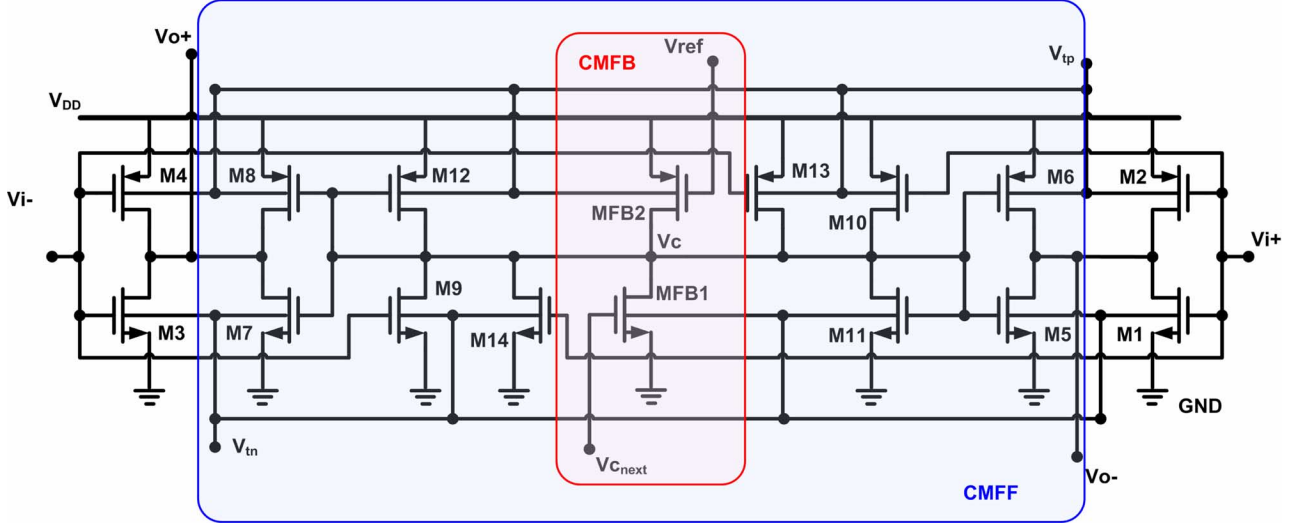 Vo+
Vref
CMFB
Vtp
VDD
M4
M8
M12
M13
M6
M2
Vi-
MFB2
M10
Vc
Vi+
MFB1
M9
M3
M7
M14
M11
M5
M1
GND
Vtn
Vcnext
Vo-
CMFF